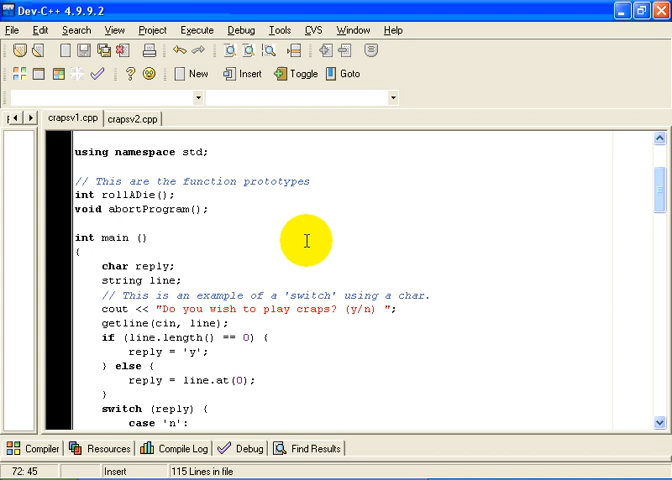 Dev-C++ 4.9.9.2
File Edit Search View Project Execute Debug Tools CVS Window Help
New Insert Toggle Goto
crapsv1.cpp crapsv2.cpp
using namespace std;
// This are the function prototypes
int rollADie();
void abortProgram();
int main ()
{
char reply;
string line;
// This is an example of a 'switch' using a char.
cout << "Do you wish to play craps? (y/n) ";
getline(cin, line);
if (line.length() == 0) {
reply = 'y';
} else {
reply = line.at(0);
}
switch (reply) {
case 'n':
Compiler Resources Compile Log Debug Find Results
72: 45 Insert 115 Lines in file